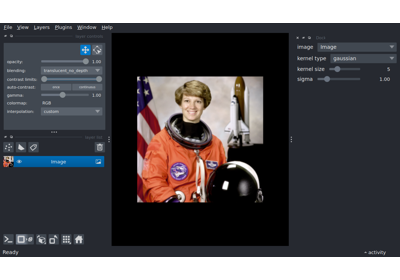 File View Layers Plugins Window Help
opacity: 1.00
blending: translucent_no_depth
contrast limits:
auto-contrast: once continuous
gamma: 1.00
colormap: RGB
interpolation: custom
Image
Ready
image Image
kernel type gaussian
kernel size 5
sigma 1.00
activity